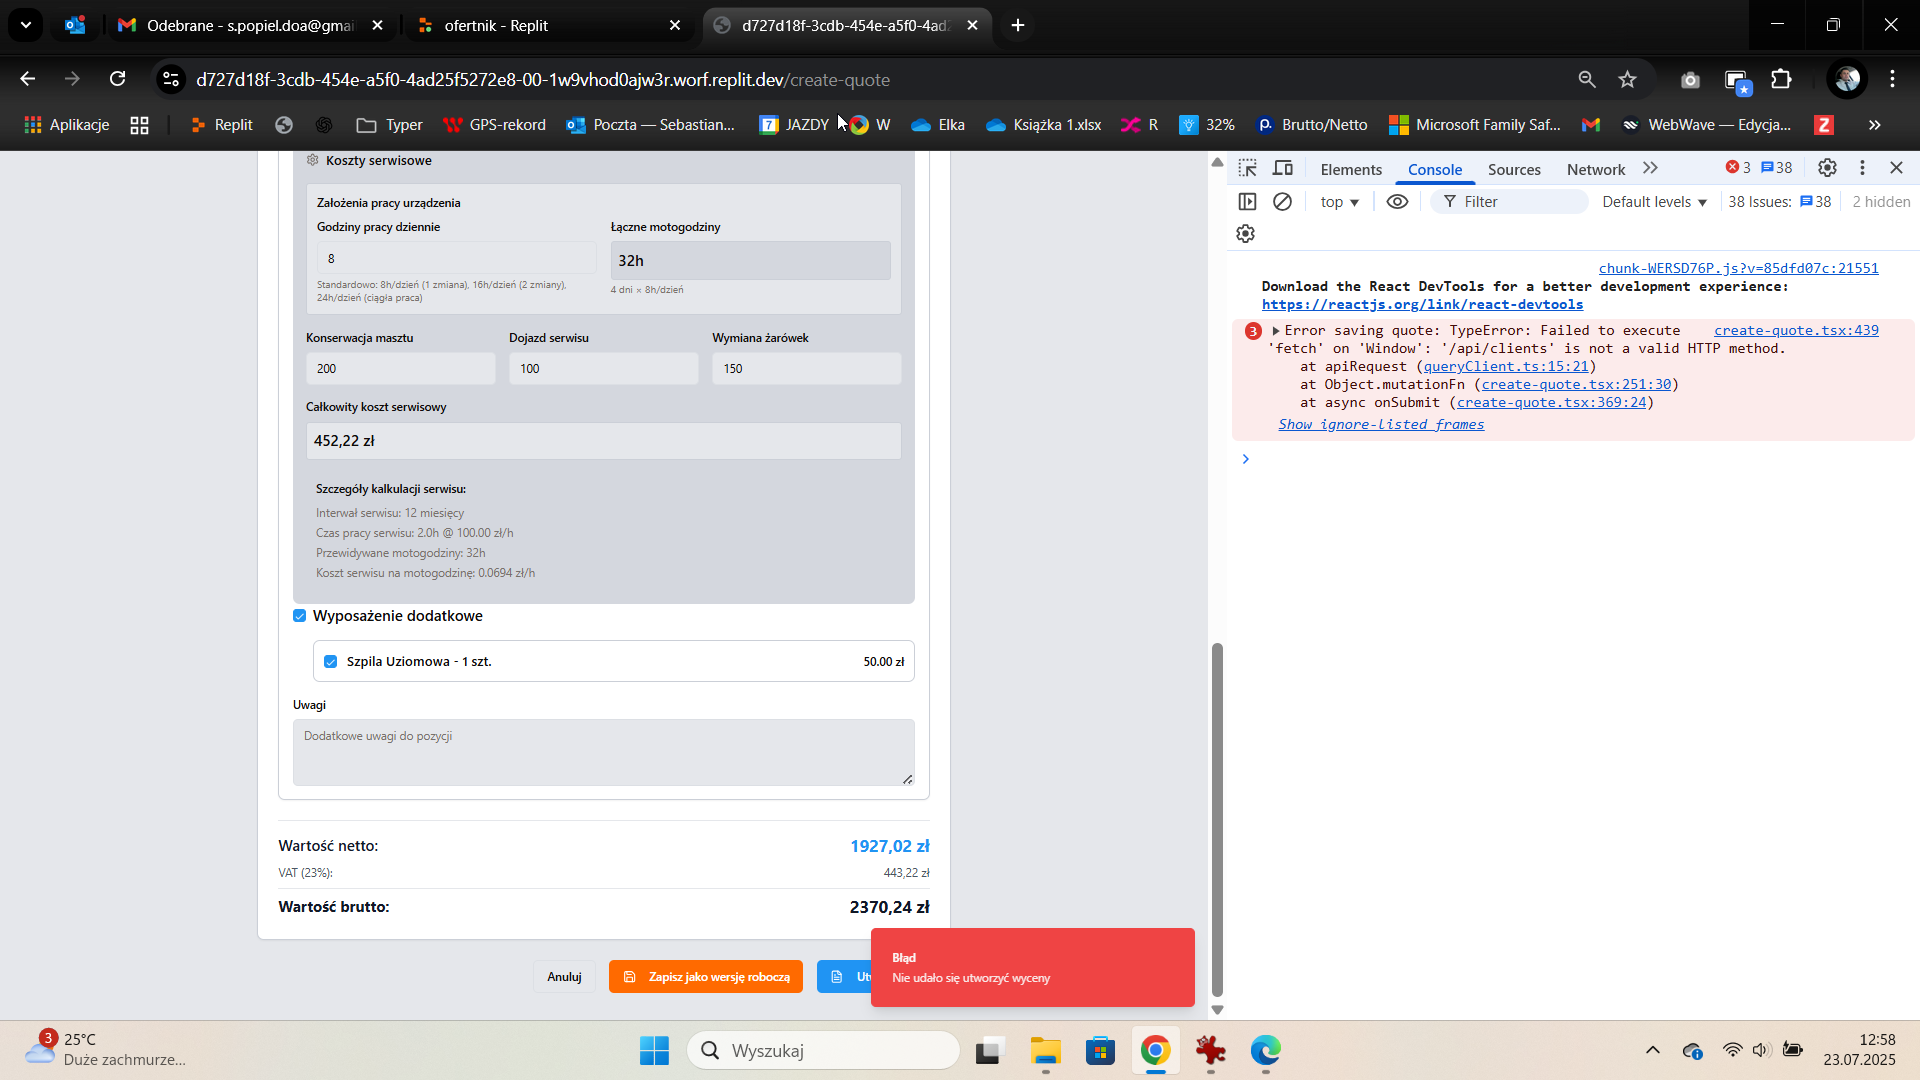 Odebrane - s.popiel.doa@gmai
ofertnik - Replit
d727d18f-3cdb-454e-a5f0-4ad2
d727d18f-3cdb-454e-a5f0-4ad25f5272e8-00-1w9vhod0ajw3r.worf.replit.dev/create-quote
Aplikacje
Replit
Typer
GPS-rekord
Poczta — Sebastian...
7
JAZDY
W
Elka
Książka 1.xlsx
R
32%
Brutto/Netto
Microsoft Family Saf...
WebWave — Edycja...
Z
Koszty serwisowe
Założenia pracy urządzenia
Godziny pracy dziennie
Łączne motogodziny
8
32h
Standardowo: 8h/dzień (1 zmiana), 16h/dzień (2 zmiany),
24h/dzień (ciągła praca)
4 dni × 8h/dzień
Konserwacja masztu
Dojazd serwisu
Wymiana żarówek
200
100
150
Całkowity koszt serwisowy
452,22 zł
Szczegóły kalkulacji serwisu:
Interwał serwisu: 12 miesięcy
Czas pracy serwisu: 2.0h @ 100.00 zł/h
Przewidywane motogodziny: 32h
Koszt serwisu na motogodzinę: 0.0694 zł/h
Wyposażenie dodatkowe
Szpila Uziomowa - 1 szt.
50.00 zł
Uwagi
Dodatkowe uwagi do pozycji
Wartość netto:
1927,02 zł
VAT (23%):
443,22 zł
Wartość brutto:
2370,24 zł
Anuluj
Zapisz jako wersję roboczą
Utw
Błąd
Nie udało się utworzyć wyceny
Elements
Console
Sources
Network
3
38
top
Filter
Default levels
38 Issues:
38
2 hidden
chunk-WERSD76P.js?v=85dfd07c:21551
Download the React DevTools for a better development experience:
https://reactjs.org/link/react-devtools
3
Error saving quote: TypeError: Failed to execute
create-quote.tsx:439
'fetch' on 'Window': '/api/clients' is not a valid HTTP method.
at apiRequest (queryClient.ts:15:21)
at Object.mutationFn (create-quote.tsx:251:30)
at async onSubmit (create-quote.tsx:369:24)
Show ignore-listed frames
3
25°C
Duże zachmurze...
Wyszukaj
12:58
23.07.2025